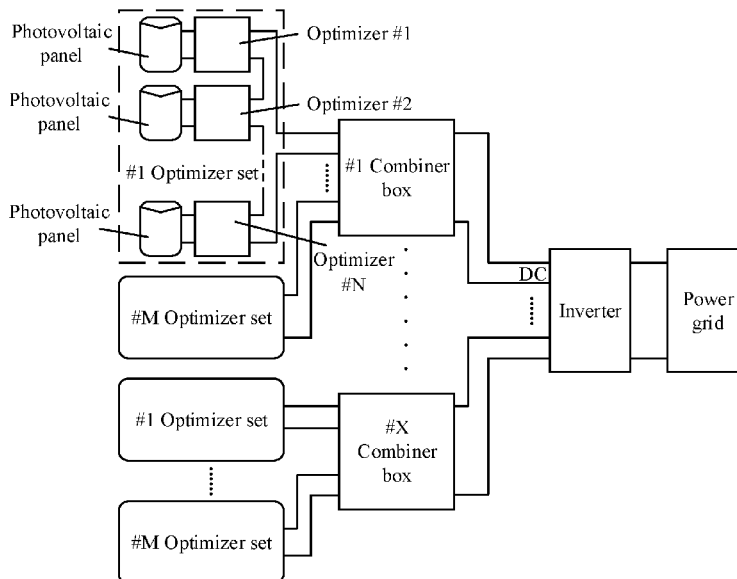 Photovoltaic
panel
Optimizer #1
Photovoltaic
panel
Optimizer #2
#1 Optimizer set
Photovoltaic
panel
Optimizer
#N
#1 Combiner
box
#M Optimizer set
DC
Inverter
Power
grid
#1 Optimizer set
#X
Combiner
box
#M Optimizer set